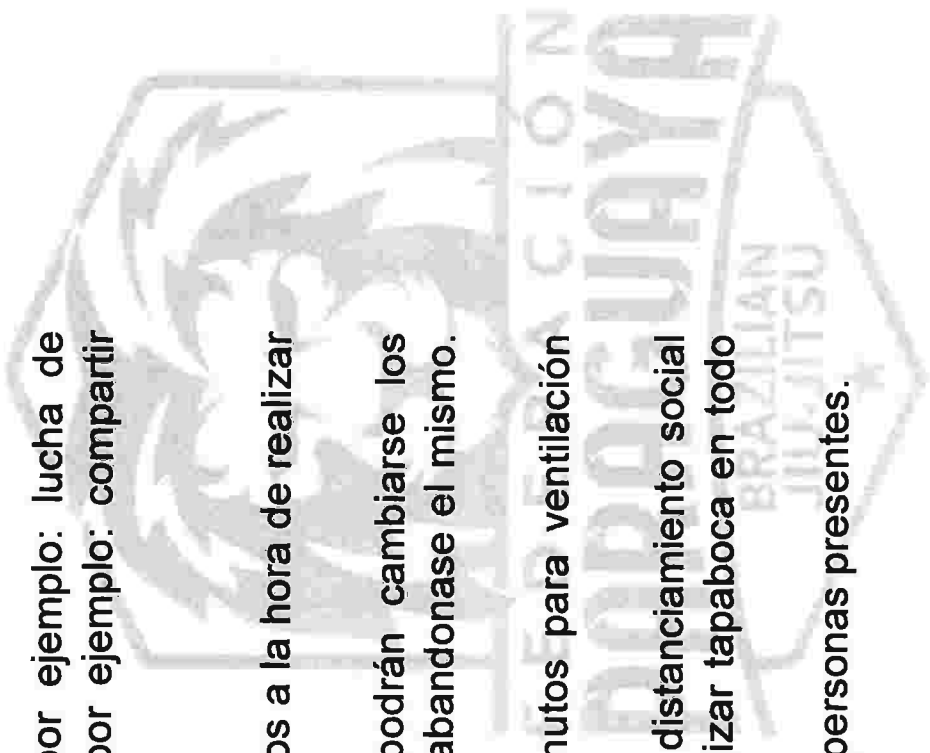 por ejemplo: lucha de
por ejemplo: compartir
os a la hora de realizar
podrán cambiarse los
abandonase el mismo.
nutos para ventilación
distanciamiento social
izar tapaboca en todo
personas presentes.
FEDERACIÓN
BRAZILIAN
JIU JITSU